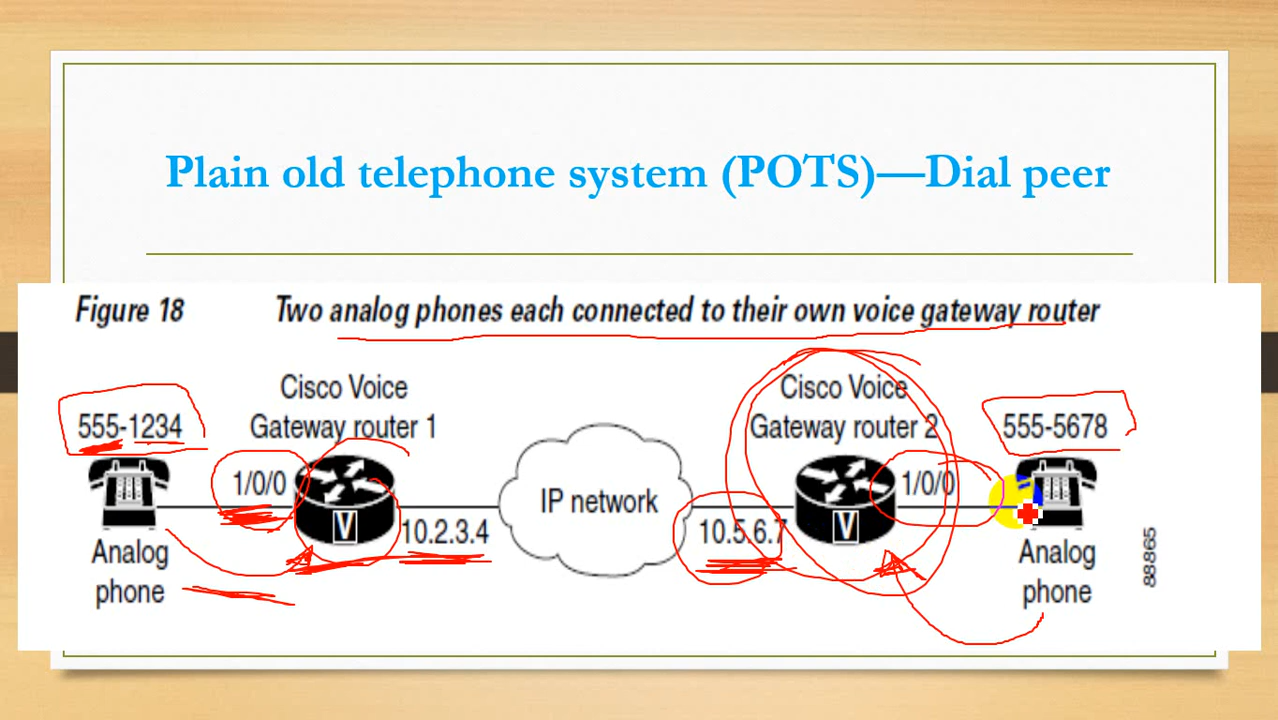 Plain old telephone system (POTS)—Dial peer
Figure 18 Two analog phones each connected to their own voice gateway router
Cisco Voice
Gateway router 1
Cisco Voice
Gateway router 2
555-1234
555-5678
1/0/0
1/0/0
IP network
V
10.2.3.4
10.5.6.7
V
Analog
phone
Analog
phone
88865